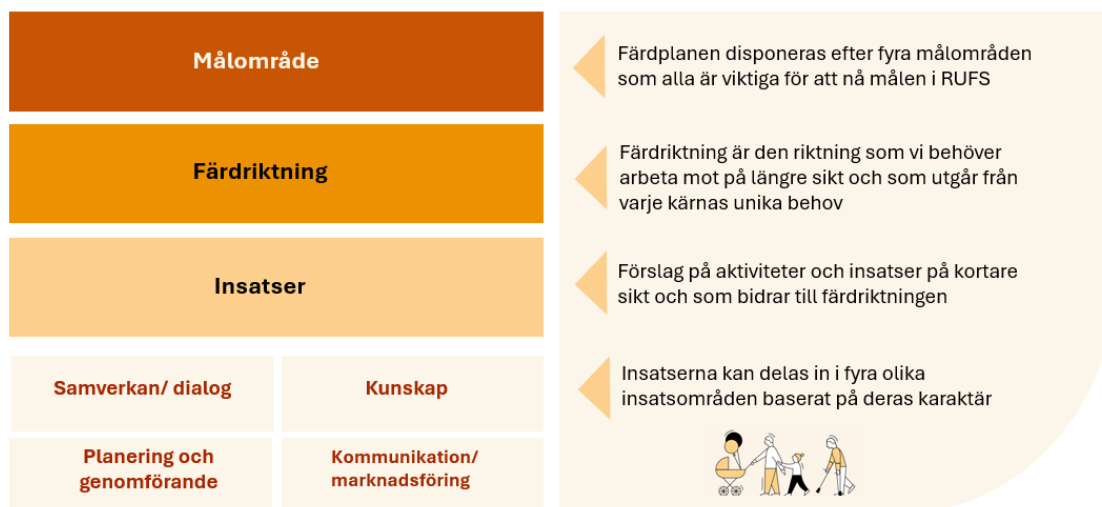 Målområde
Färdplanen disponeras efter fyra målområden
som alla är viktiga för att nå målen i RUFS
Färdriktning
Färdriktning är den riktning som vi behöver
arbeta mot på längre sikt och som utgår från
varje kärnas unika behov
Insatser
Förslag på aktiviteter och insatser på kortare
sikt och som bidrar till färdriktningen
Samverkan/ dialog
Kunskap
Insatserna kan delas in i fyra olika
insatsområden baserat på deras karaktär
Planering och
genomförande
Kommunikation/
marknadsföring